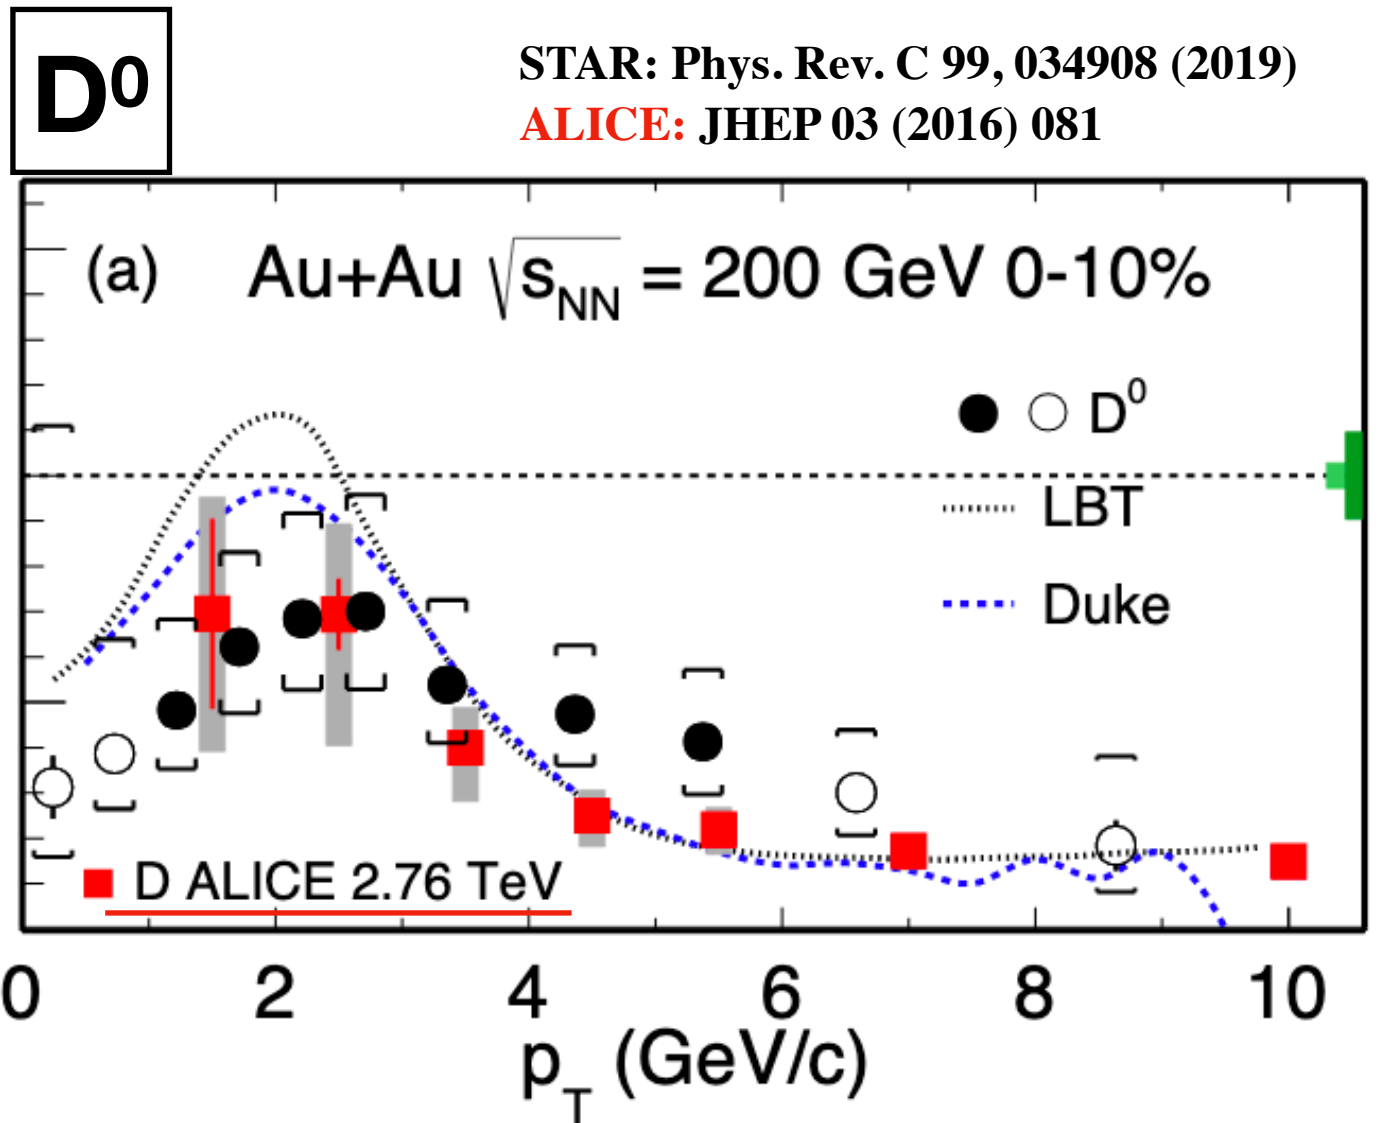 D⁰
STAR: Phys. Rev. C 99, 034908 (2019)
ALICE: JHEP 03 (2016) 081
(a) Au+Au √sNN = 200 GeV 0-10%
D⁰
LBT
Duke
D ALICE 2.76 TeV
0 2 4 6 8 10
pT (GeV/c)